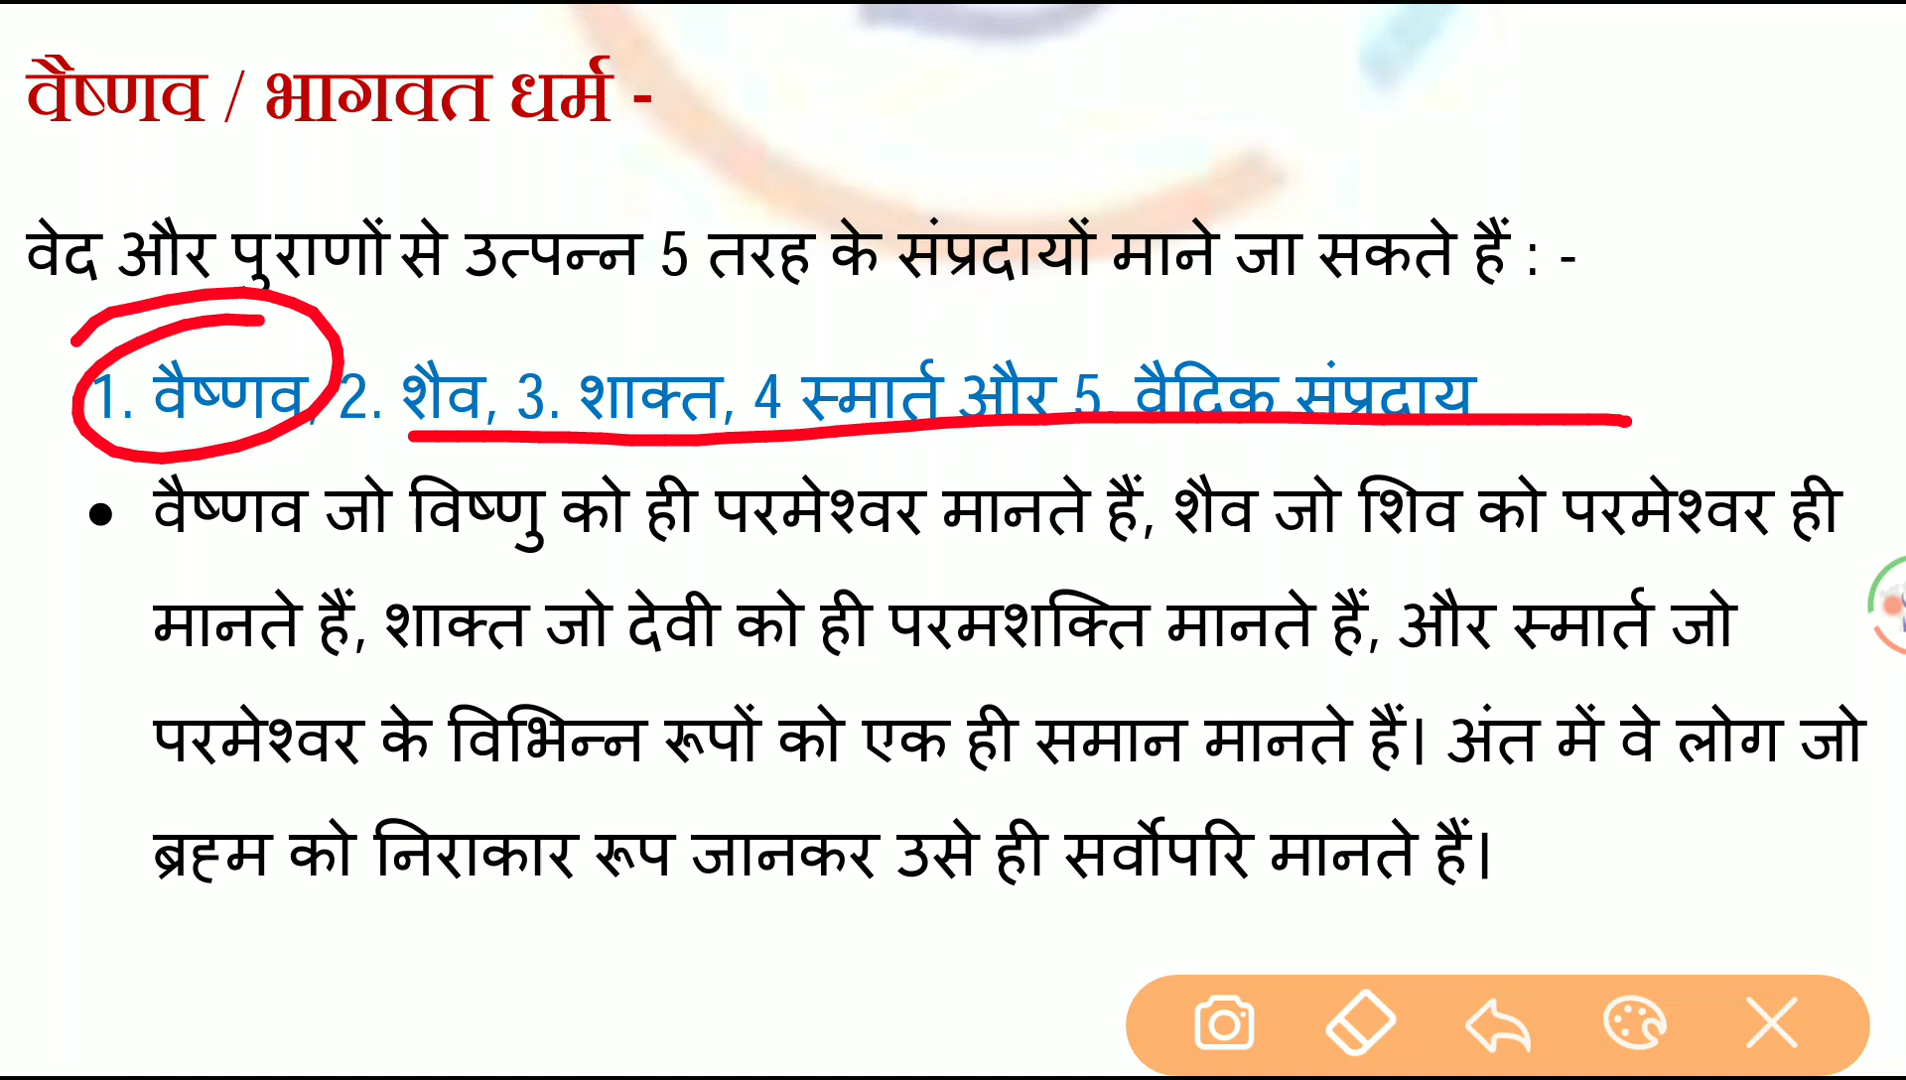 वैष्णव / भागवत धर्म -
वेद और पुराणों से उत्पन्न 5 तरह के संप्रदायों माने जा सकते हैं : -
1. वैष्णव, 2. शैव, 3. शाक्त, 4 स्मार्त और 5. वैदिक संप्रदाय
● वैष्णव जो विष्णु को ही परमेश्वर मानते हैं, शैव जो शिव को परमेश्वर ही
मानते हैं, शाक्त जो देवी को ही परमशक्ति मानते हैं, और स्मार्त जो
परमेश्वर के विभिन्न रूपों को एक ही समान मानते हैं। अंत में वे लोग जो
ब्रह्म को निराकार रूप जानकर उसे ही सर्वोपरि मानते हैं।